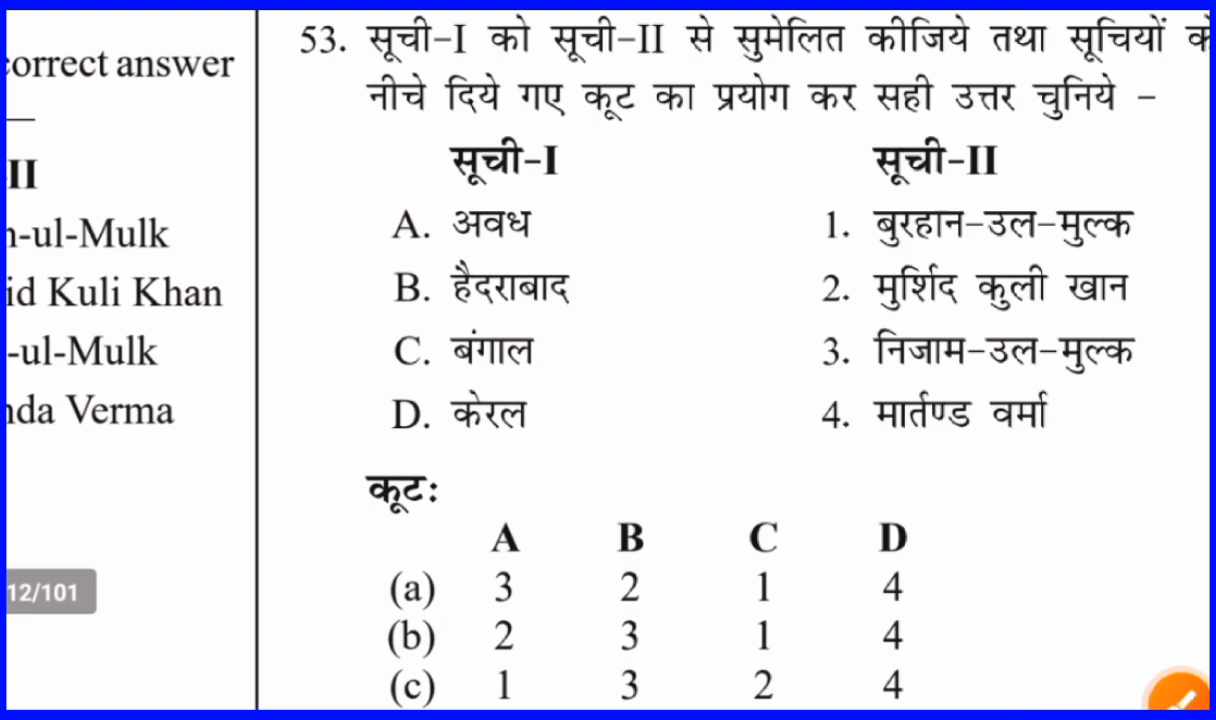 correct answer
II
-ul-Mulk
id Kuli Khan
-ul-Mulk
nda Verma
12/101
53. सूची-I को सूची-II से सुमेलित कीजिये तथा सूचियों के
नीचे दिये गए कूट का प्रयोग कर सही उत्तर चुनिये -
सूची-I सूची-II
A. अवध 1. बुरहान-उल-मुल्क
B. हैदराबाद 2. मुर्शिद कुली खान
C. बंगाल 3. निजाम-उल-मुल्क
D. केरल 4. मार्तण्ड वर्मा
कूटः
A B C D
(a) 3 2 1 4
(b) 2 3 1 4
(c) 1 3 2 4